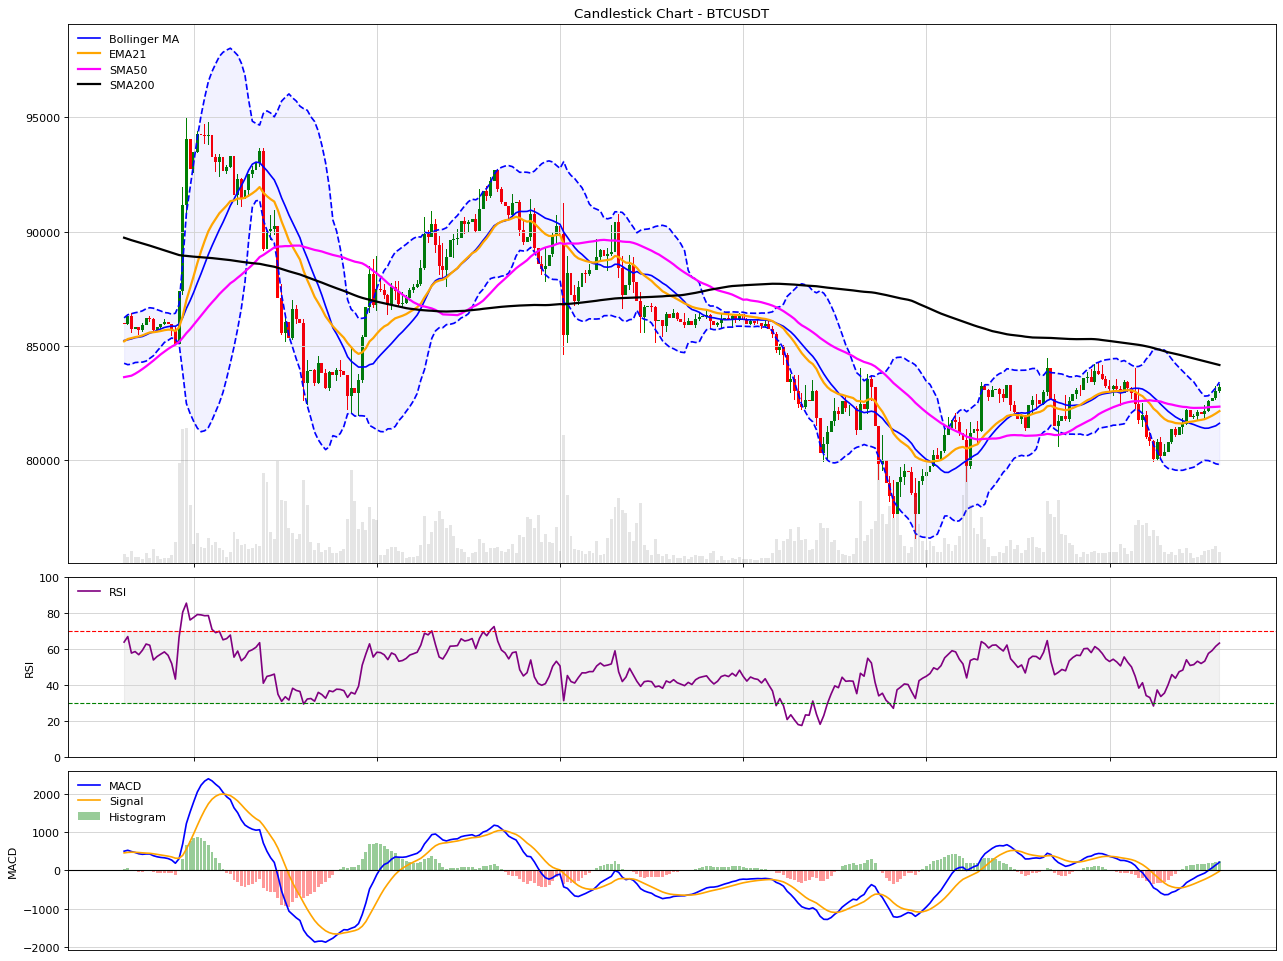 Candlestick Chart - BTCUSDT
Bollinger MA
EMA21
SMA50
SMA200
95000
90000
85000
80000
100
80
60
40
20
0
RSI
RSI
2000
1000
0
−1000
−2000
MACD
MACD
Signal
Histogram